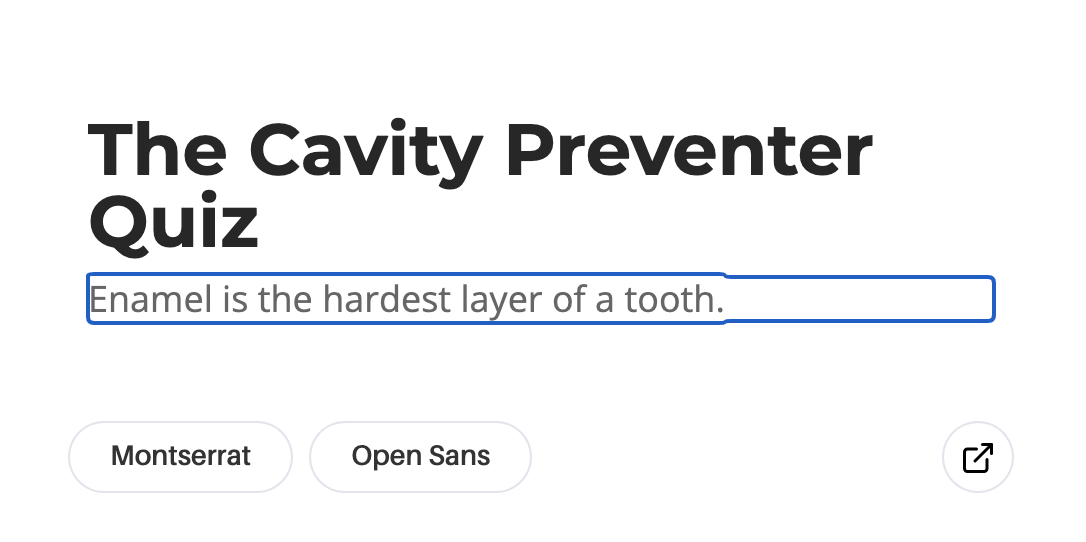 The Cavity Preventer
Quiz
Enamel is the hardest layer of a tooth.
Montserrat
Open Sans